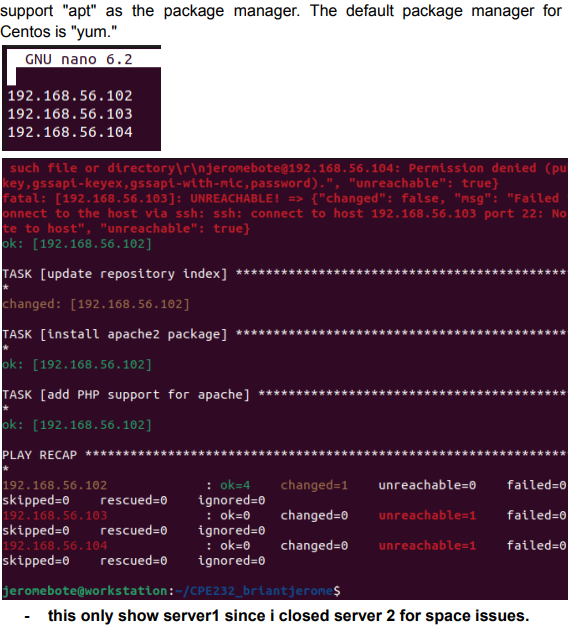 support "apt" as the package manager. The default package manager for
Centos is "yum."
GNU nano 6.2
192.168.56.102
192.168.56.103
192.168.56.104
such file or directory\r\njeromebote@192.168.56.104: Permission denied (pu
key,gssapi-keyex,gssapi-with-mic,password).", "unreachable": true}
fatal: [192.168.56.103]: UNREACHABLE! => {"changed": false, "msg": "Failed
onnect to the host via ssh: ssh: connect to host 192.168.56.103 port 22: No
te to host", "unreachable": true}
ok: [192.168.56.102]
TASK [update repository index] ********************************************
*
changed: [192.168.56.102]
TASK [install apache2 package] ********************************************
*
ok: [192.168.56.102]
TASK [add PHP support for apache] *****************************************
*
ok: [192.168.56.102]
PLAY RECAP ****************************************************************
*
192.168.56.102 : ok=4 changed=1 unreachable=0 failed=0
skipped=0 rescued=0 ignored=0
192.168.56.103 : ok=0 changed=0 unreachable=1 failed=0
skipped=0 rescued=0 ignored=0
192.168.56.104 : ok=0 changed=0 unreachable=1 failed=0
skipped=0 rescued=0 ignored=0
jeromebote@workstation:~/CPE232_briantjerome$
- this only show server1 since i closed server 2 for space issues.